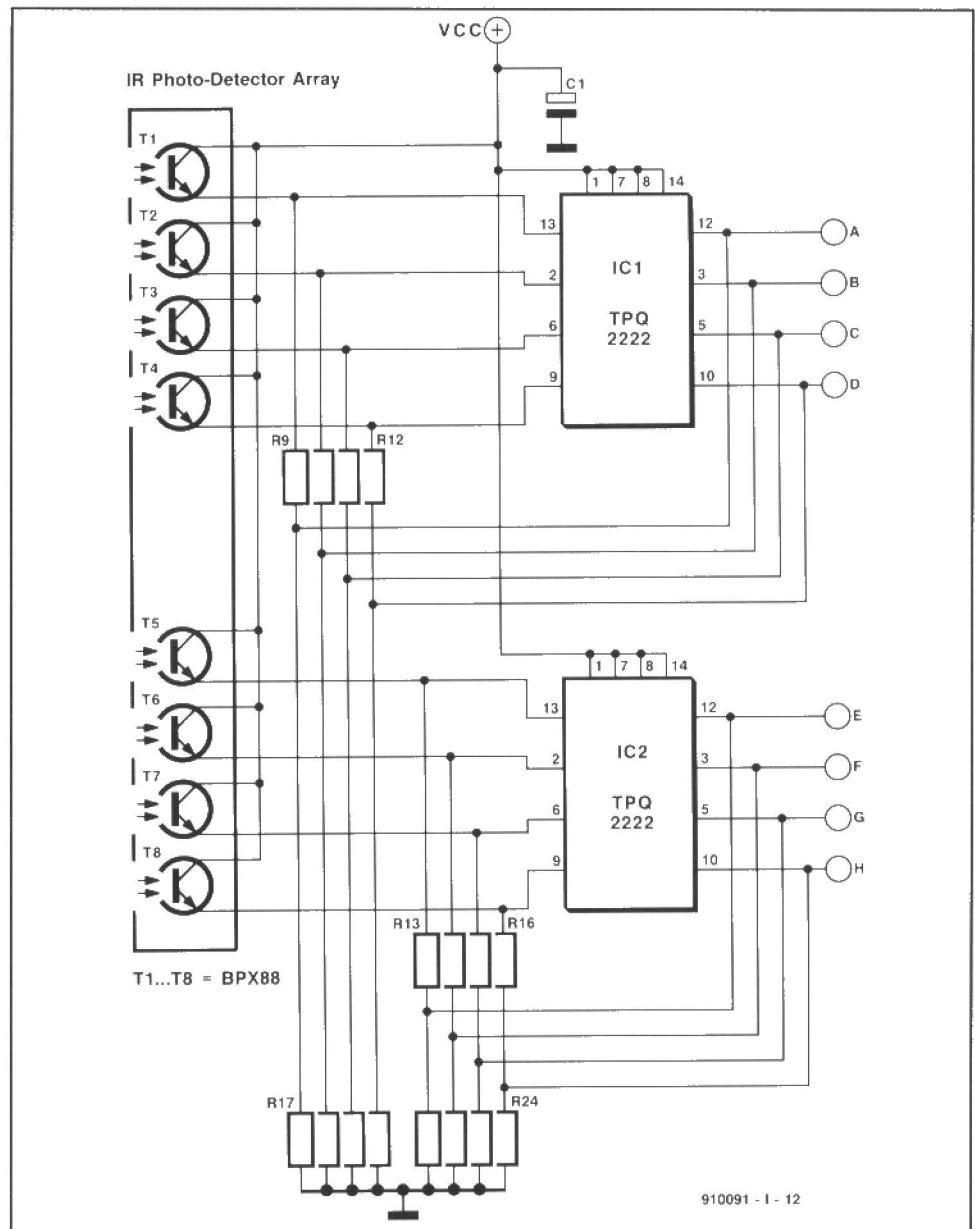 VCC +
C1
IR Photo-Detector Array
T1
T2
T3
T4
1 7 8 14
13
2
6
9
IC1
TPQ
2222
12
3
5
10
A
B
C
D
R9
R12
T5
T6
T7
T8
1 7 8 14
13
2
6
9
IC2
TPQ
2222
12
3
5
10
E
F
G
H
R13
R16
T1...T8 = BPX88
R17
R24
910091 - I - 12